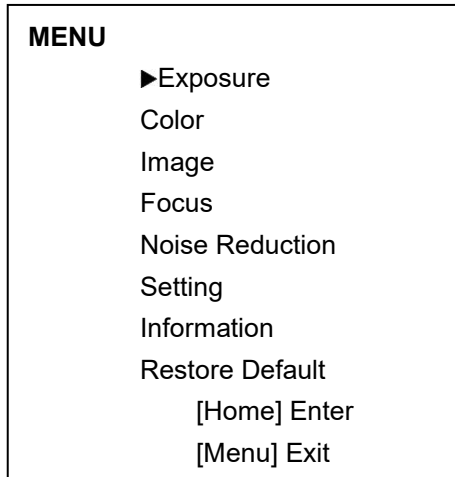 MENU
▶Exposure
Color
Image
Focus
Noise Reduction
Setting
Information
Restore Default
[Home] Enter
[Menu] Exit